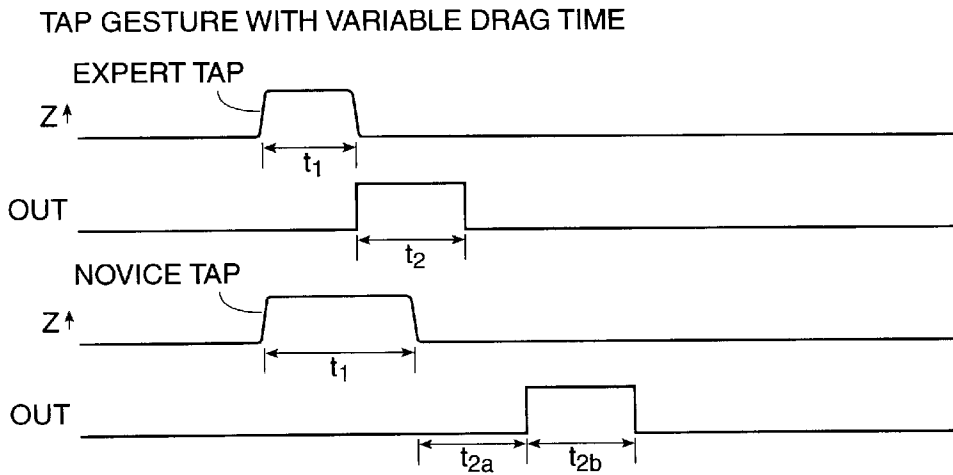 TAP GESTURE WITH VARIABLE DRAG TIME
EXPERT TAP
Z
t1
OUT
t2
NOVICE TAP
Z
t1
OUT
t2a
t2b